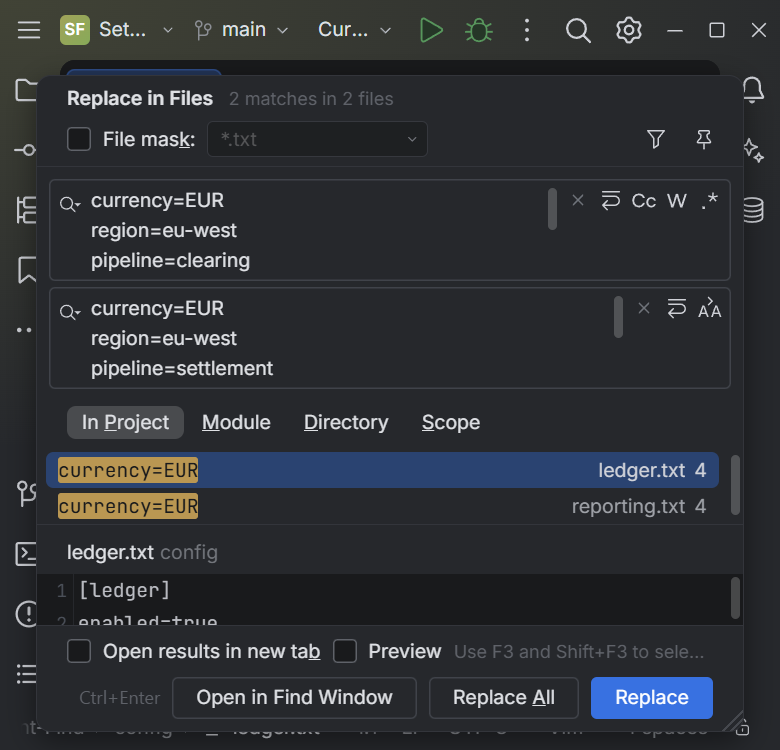 SF Set... main Cur...
Replace in Files 2 matches in 2 files
File mask: *.txt
currency=EUR Cc W .*
region=eu-west
pipeline=clearing
currency=EUR
region=eu-west
pipeline=settlement
In Project Module Directory Scope
currency=EUR ledger.txt 4
currency=EUR reporting.txt 4
ledger.txt config
1 [ledger]
2 enabled=true
Open results in new tab Preview Use F3 and Shift+F3 to sele...
Ctrl+Enter Open in Find Window Replace All Replace